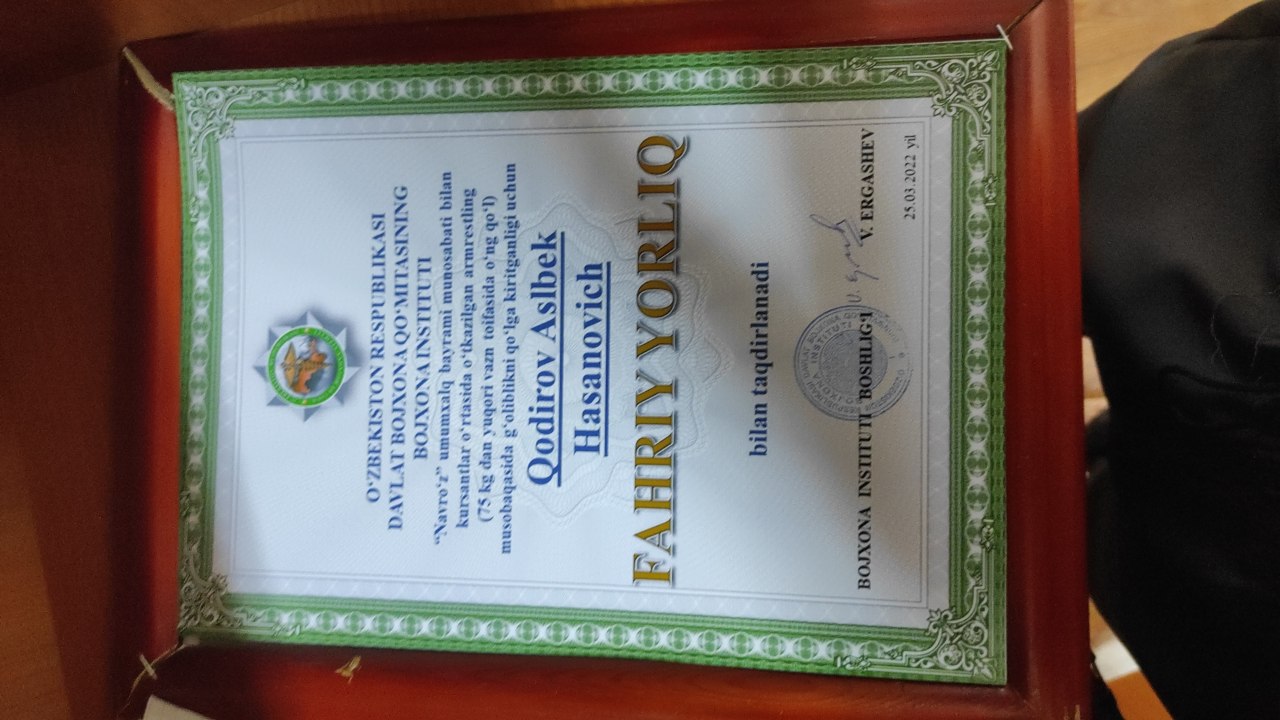 O‘ZBEKISTON RESPUBLIKASI
DAVLAT BOJXONA QO‘MITASINING
BOJXONA INSTITUTI
“Navro‘z” umumxalq bayrami munosabati bilan
kursantlar o‘rtasida o‘tkazilgan armrestling
(75 kg dan yuqori vazn toifasida o‘ng qo‘l)
musobaqasida g‘oliblikni qo‘lga kiritganligi uchun
Qodirov Aslbek
Hasanovich
FAHRIY YORLIQ
bilan taqdirlanadi
BOJXONA INSTITUTI BOSHLIG‘I V. ERGASHEV
25.03.2022 yil